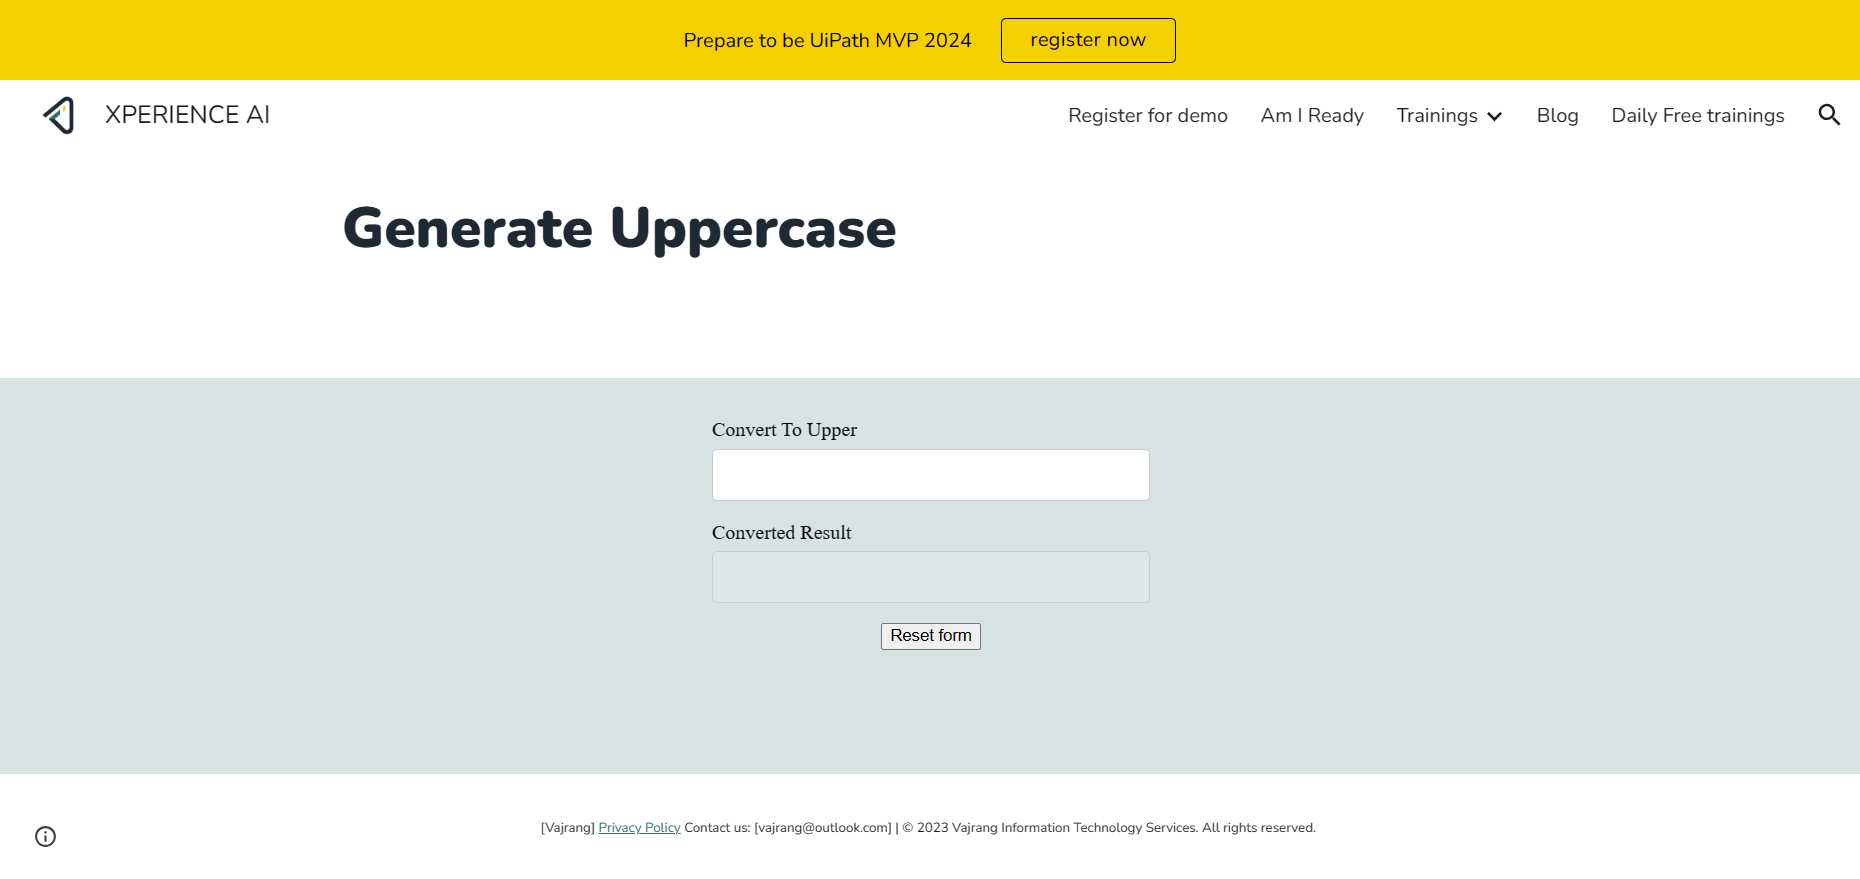 Prepare to be UiPath MVP 2024 register now
XPERIENCE AI Register for demo Am I Ready Trainings Blog Daily Free trainings
Generate Uppercase
Convert To Upper
Converted Result
Reset form
[Vajrang] Privacy Policy Contact us: [vajrang@outlook.com] | © 2023 Vajrang Information Technology Services. All rights reserved.